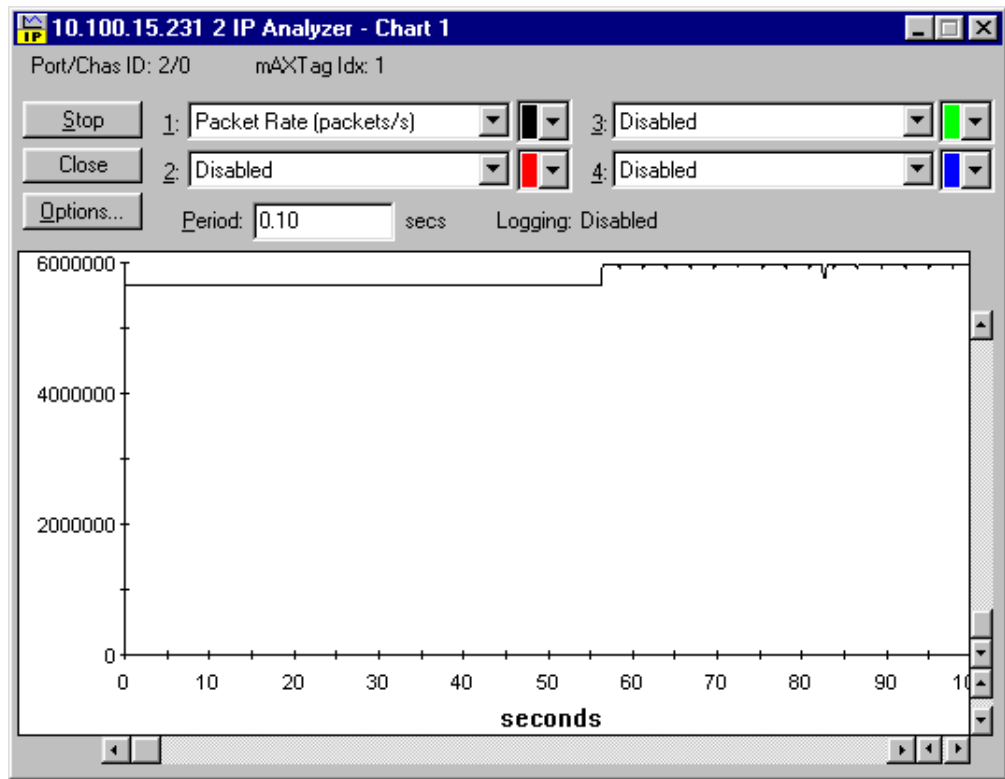 IP
10.100.15.231 2 IP Analyzer - Chart 1
Port/Chas ID: 2/0 mAXTag Idx: 1
Stop 1: Packet Rate (packets/s) 3: Disabled
Close 2: Disabled 4: Disabled
Options... Period: 0.10 secs Logging: Disabled
6000000
4000000
2000000
0
0 10 20 30 40 50 60 70 80 90 10
seconds